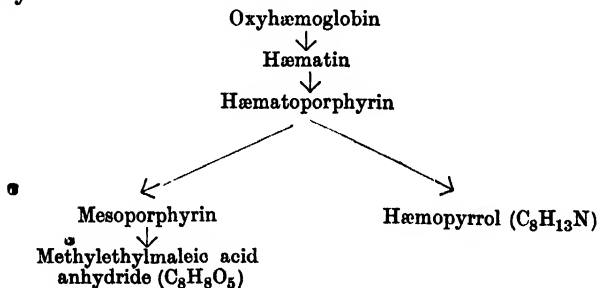 Oxyhæmoglobin
Hæmatin
Hæmatoporphyrin
Mesoporphyrin
Hæmopyrrol (C₈H₁₃N)
Methylethylmaleic acid
anhydride (C₈H₈O₅)